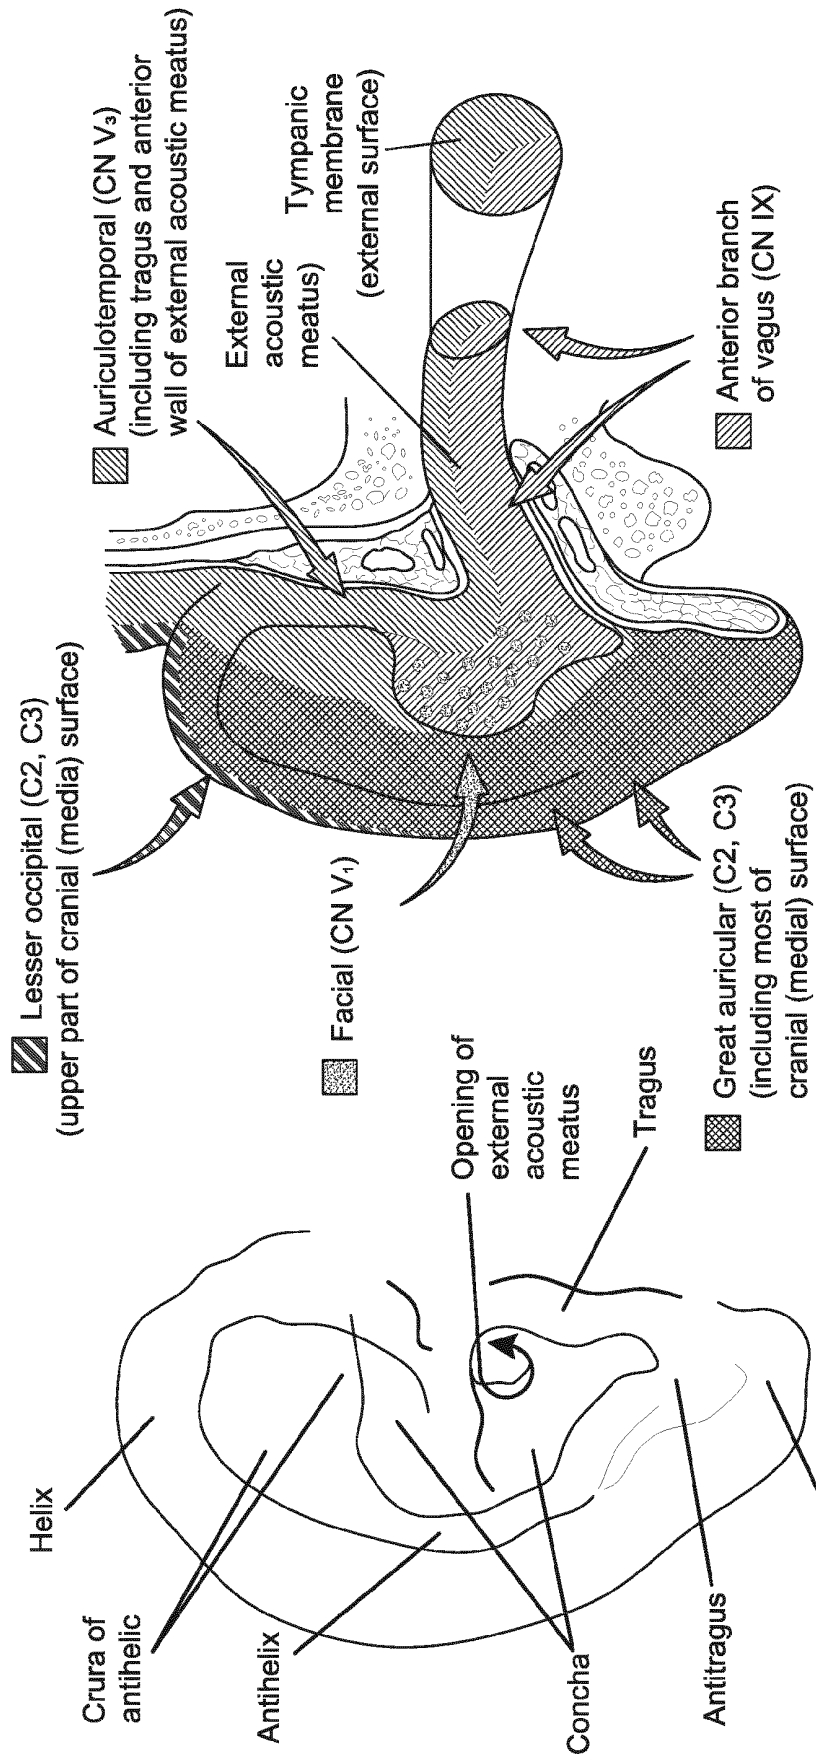 Helix
Crura of
antihelic
Antihelix
Concha
Antitragus
Opening of
external
acoustic
meatus
Tragus
Lesser occipital (C2, C3)
(upper part of cranial (media) surface)
Facial (CN V₁)
Great auricular (C2, C3)
(including most of
cranial (medial) surface)
Auriculotemporal (CN V₃)
(including tragus and anterior
wall of external acoustic meatus)
External
acoustic
meatus)
Tympanic
membrane
(external surface)
Anterior branch
of vagus (CN IX)